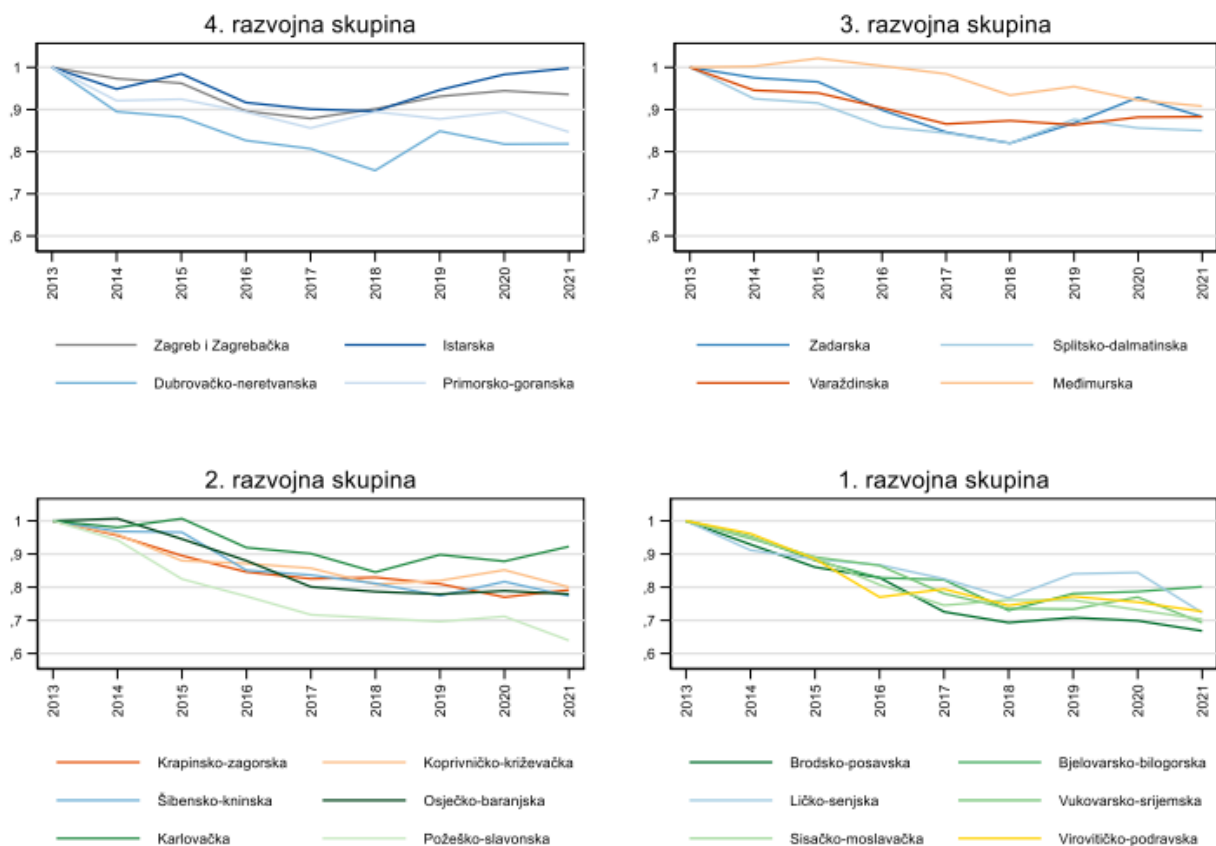 4. razvojna skupina
1
,9
,8
,7
,6
2013 2014 2015 2016 2017 2018 2019 2020 2021
Zagreb i Zagrebačka Istarska
Dubrovačko-neretvanska Primorsko-goranska
3. razvojna skupina
1
,9
,8
,7
,6
2013 2014 2015 2016 2017 2018 2019 2020 2021
Zadarska Splitsko-dalmatinska
Varaždinska Međimurska
2. razvojna skupina
1
,9
,8
,7
,6
2013 2014 2015 2016 2017 2018 2019 2020 2021
Krapinsko-zagorska Koprivničko-križevačka
Šibensko-kninska Osječko-baranjska
Karlovačka Požeško-slavonska
1. razvojna skupina
1
,9
,8
,7
,6
2013 2014 2015 2016 2017 2018 2019 2020 2021
Brodsko-posavska Bjelovarsko-bilogorska
Ličko-senjska Vukovarsko-srijemska
Sisačko-moslavačka Virovitičko-podravska